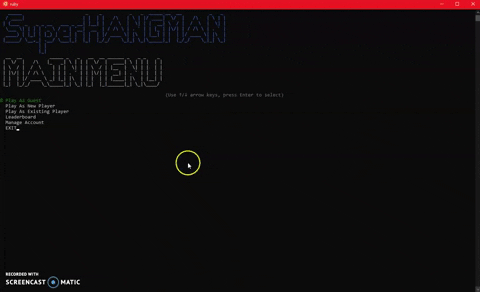 ruby
SuperHANGMAN
MAINMENU
(Use ↑/↓ arrow keys, press Enter to select)
Play As Guest
Play As New Player
Play As Existing Player
Leaderboard
Manage Account
EXIT
RECORDED WITH
SCREENCAST MATIC